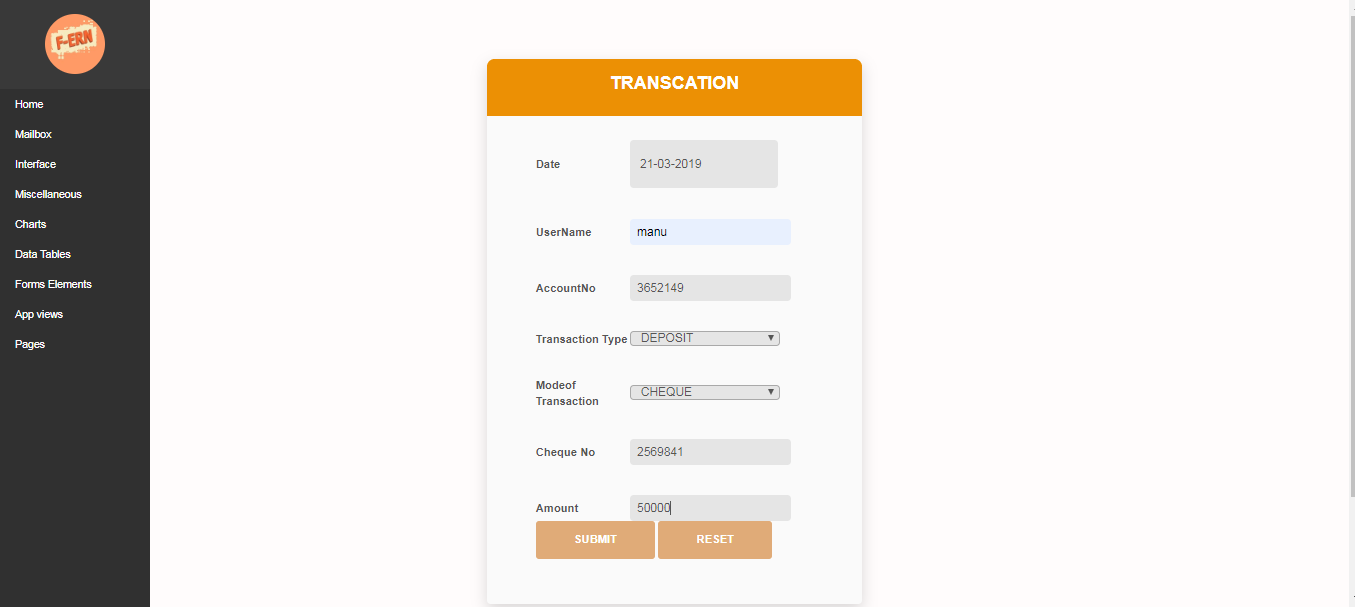 F-ERN
Home
Mailbox
Interface
Miscellaneous
Charts
Data Tables
Forms Elements
App views
Pages
TRANSCATION
Date 21-03-2019
UserName manu
AccountNo 3652149
Transaction Type DEPOSIT
Modeof
Transaction CHEQUE
Cheque No 2569841
Amount 50000
SUBMIT RESET